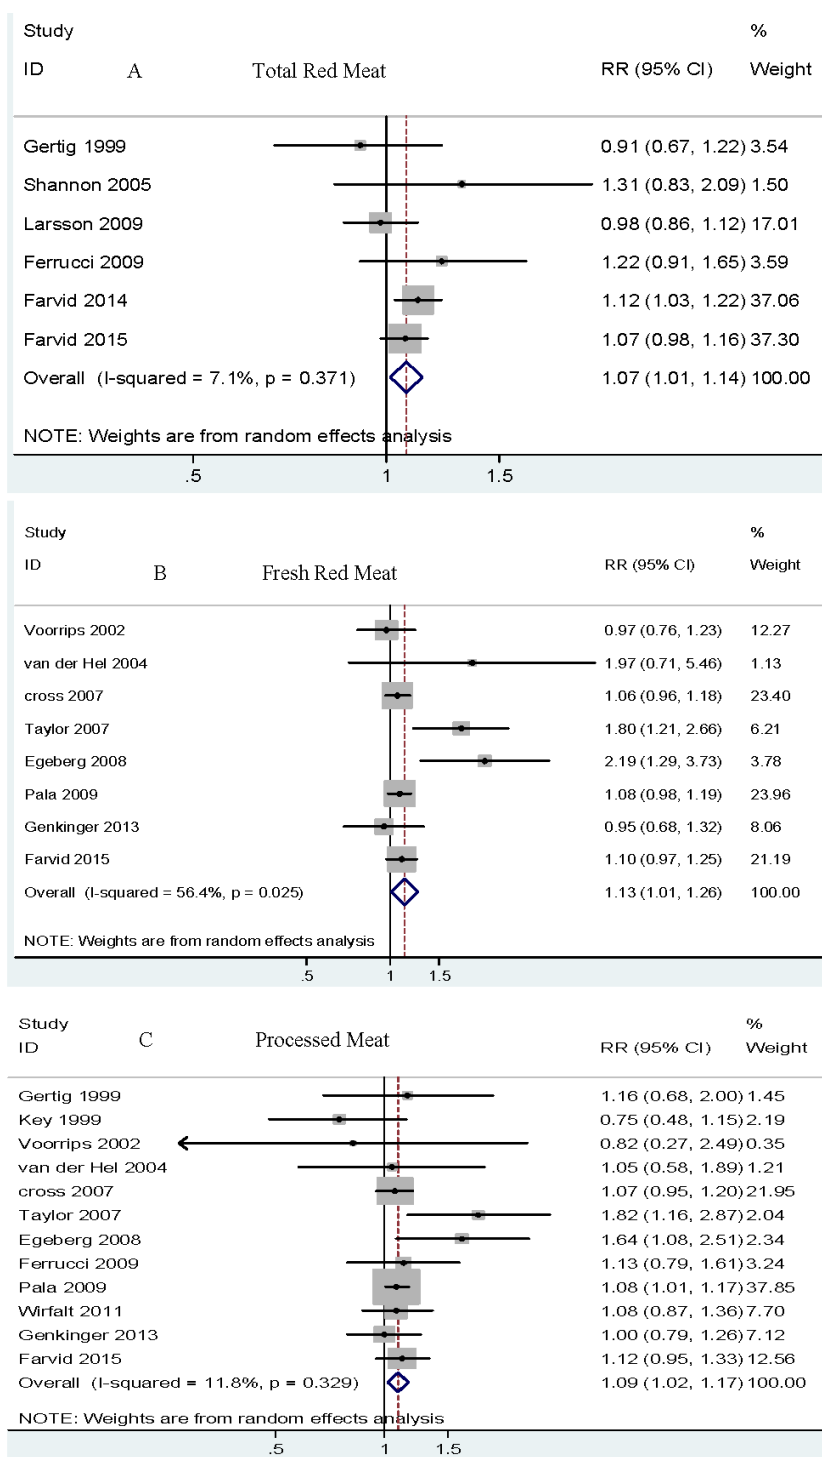 Study %
ID A Total Red Meat RR (95% CI) Weight
Gertig 1999 0.91 (0.67, 1.22) 3.54
Shannon 2005 1.31 (0.83, 2.09) 1.50
Larsson 2009 0.98 (0.86, 1.12) 17.01
Ferrucci 2009 1.22 (0.91, 1.65) 3.59
Farvid 2014 1.12 (1.03, 1.22) 37.06
Farvid 2015 1.07 (0.98, 1.16) 37.30
Overall (I-squared = 7.1%, p = 0.371) 1.07 (1.01, 1.14) 100.00
NOTE: Weights are from random effects analysis
.5 1 1.5
Study %
ID B Fresh Red Meat RR (95% CI) Weight
Voorrips 2002 0.97 (0.76, 1.23) 12.27
van der Hel 2004 1.97 (0.71, 5.46) 1.13
cross 2007 1.06 (0.96, 1.18) 23.40
Taylor 2007 1.80 (1.21, 2.66) 6.21
Egeberg 2008 2.19 (1.29, 3.73) 3.78
Pala 2009 1.08 (0.98, 1.19) 23.96
Genkinger 2013 0.95 (0.68, 1.32) 8.06
Farvid 2015 1.10 (0.97, 1.25) 21.19
Overall (I-squared = 56.4%, p = 0.025) 1.13 (1.01, 1.26) 100.00
NOTE: Weights are from random effects analysis
.5 1 1.5
Study %
ID C Processed Meat RR (95% CI) Weight
Gertig 1999 1.16 (0.68, 2.00) 1.45
Key 1999 0.75 (0.48, 1.15) 2.19
Voorrips 2002 0.82 (0.27, 2.49) 0.35
van der Hel 2004 1.05 (0.58, 1.89) 1.21
cross 2007 1.07 (0.95, 1.20) 21.95
Taylor 2007 1.82 (1.16, 2.87) 2.04
Egeberg 2008 1.64 (1.08, 2.51) 2.34
Ferrucci 2009 1.13 (0.79, 1.61) 3.24
Pala 2009 1.08 (1.01, 1.17) 37.85
Wirfalt 2011 1.08 (0.87, 1.36) 7.70
Genkinger 2013 1.00 (0.79, 1.26) 7.12
Farvid 2015 1.12 (0.95, 1.33) 12.56
Overall (I-squared = 11.8%, p = 0.329) 1.09 (1.02, 1.17) 100.00
NOTE: Weights are from random effects analysis
.5 1 1.5